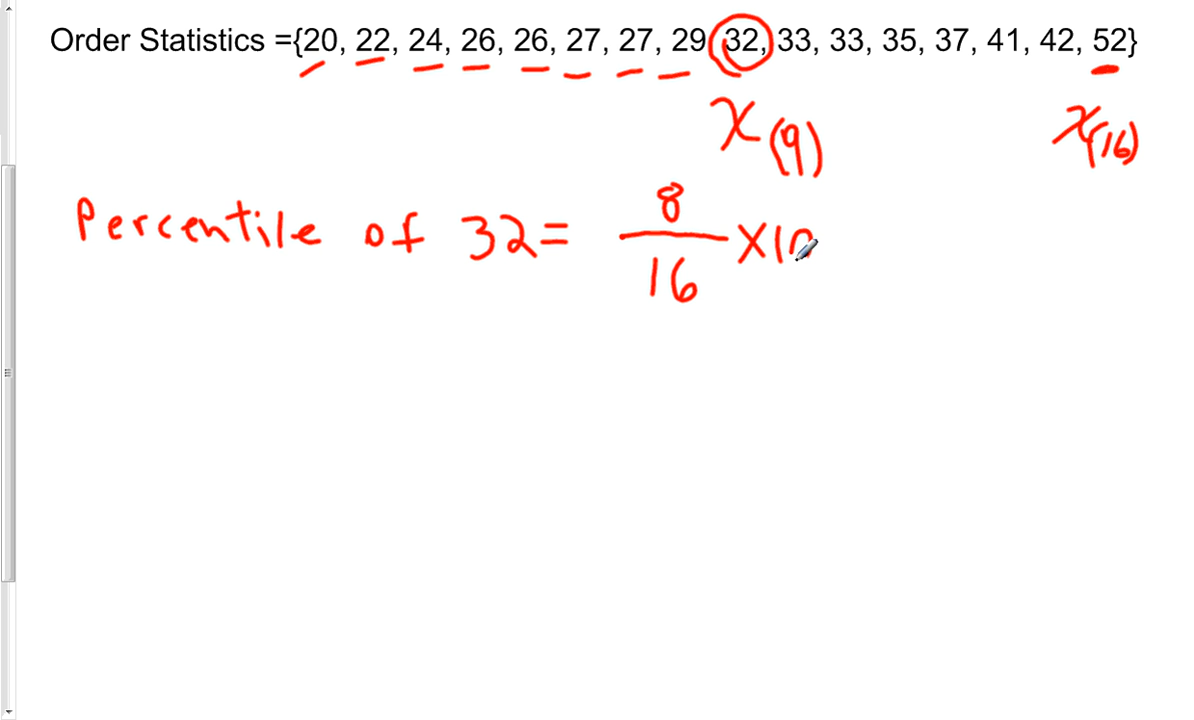 Order Statistics ={20, 22, 24, 26, 26, 27, 27, 29, 32, 33, 33, 35, 37, 41, 42, 52}
x(9) x(16)
Percentile of 32= 8/16 x10